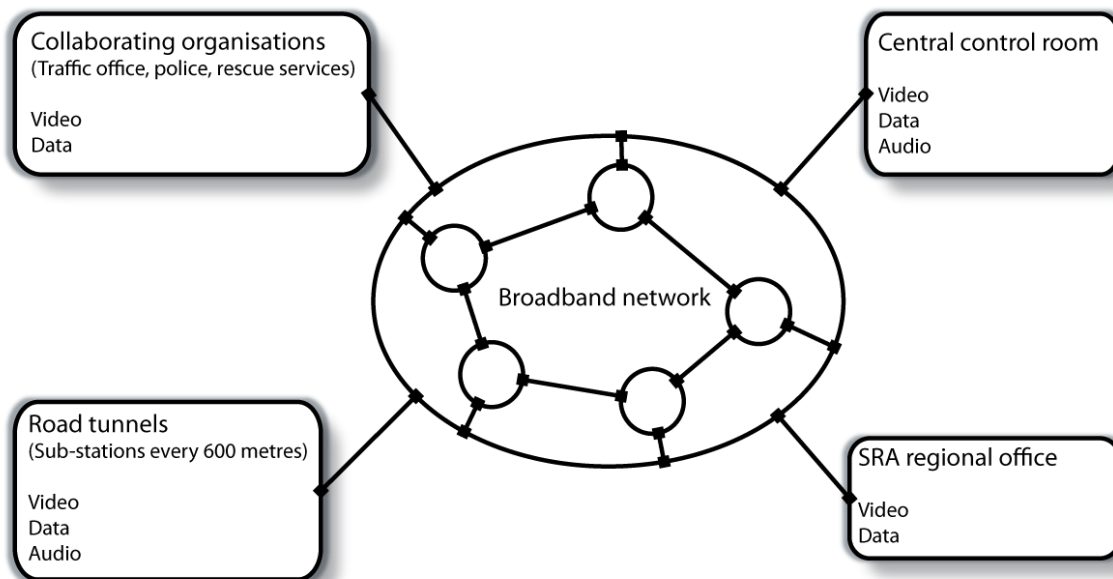 Collaborating organisations
(Traffic office, police, rescue services)
Video
Data
Central control room
Video
Data
Audio
Broadband network
Road tunnels
(Sub-stations every 600 metres)
Video
Data
Audio
SRA regional office
Video
Data